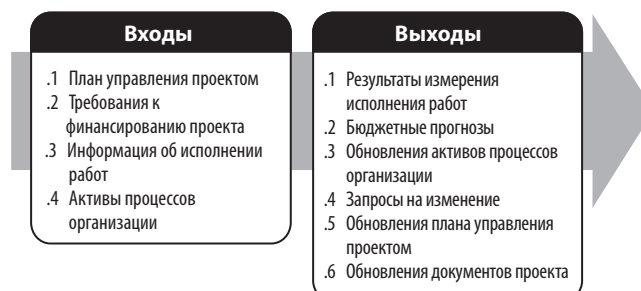 Входы
.1 План управления проектом
.2 Требования к
финансированию проекта
.3 Информация об исполнении
работ
.4 Активы процессов
организации
Выходы
.1 Результаты измерения
исполнения работ
.2 Бюджетные прогнозы
.3 Обновления активов процессов
организации
.4 Запросы на изменение
.5 Обновления плана управления
проектом
.6 Обновления документов проекта